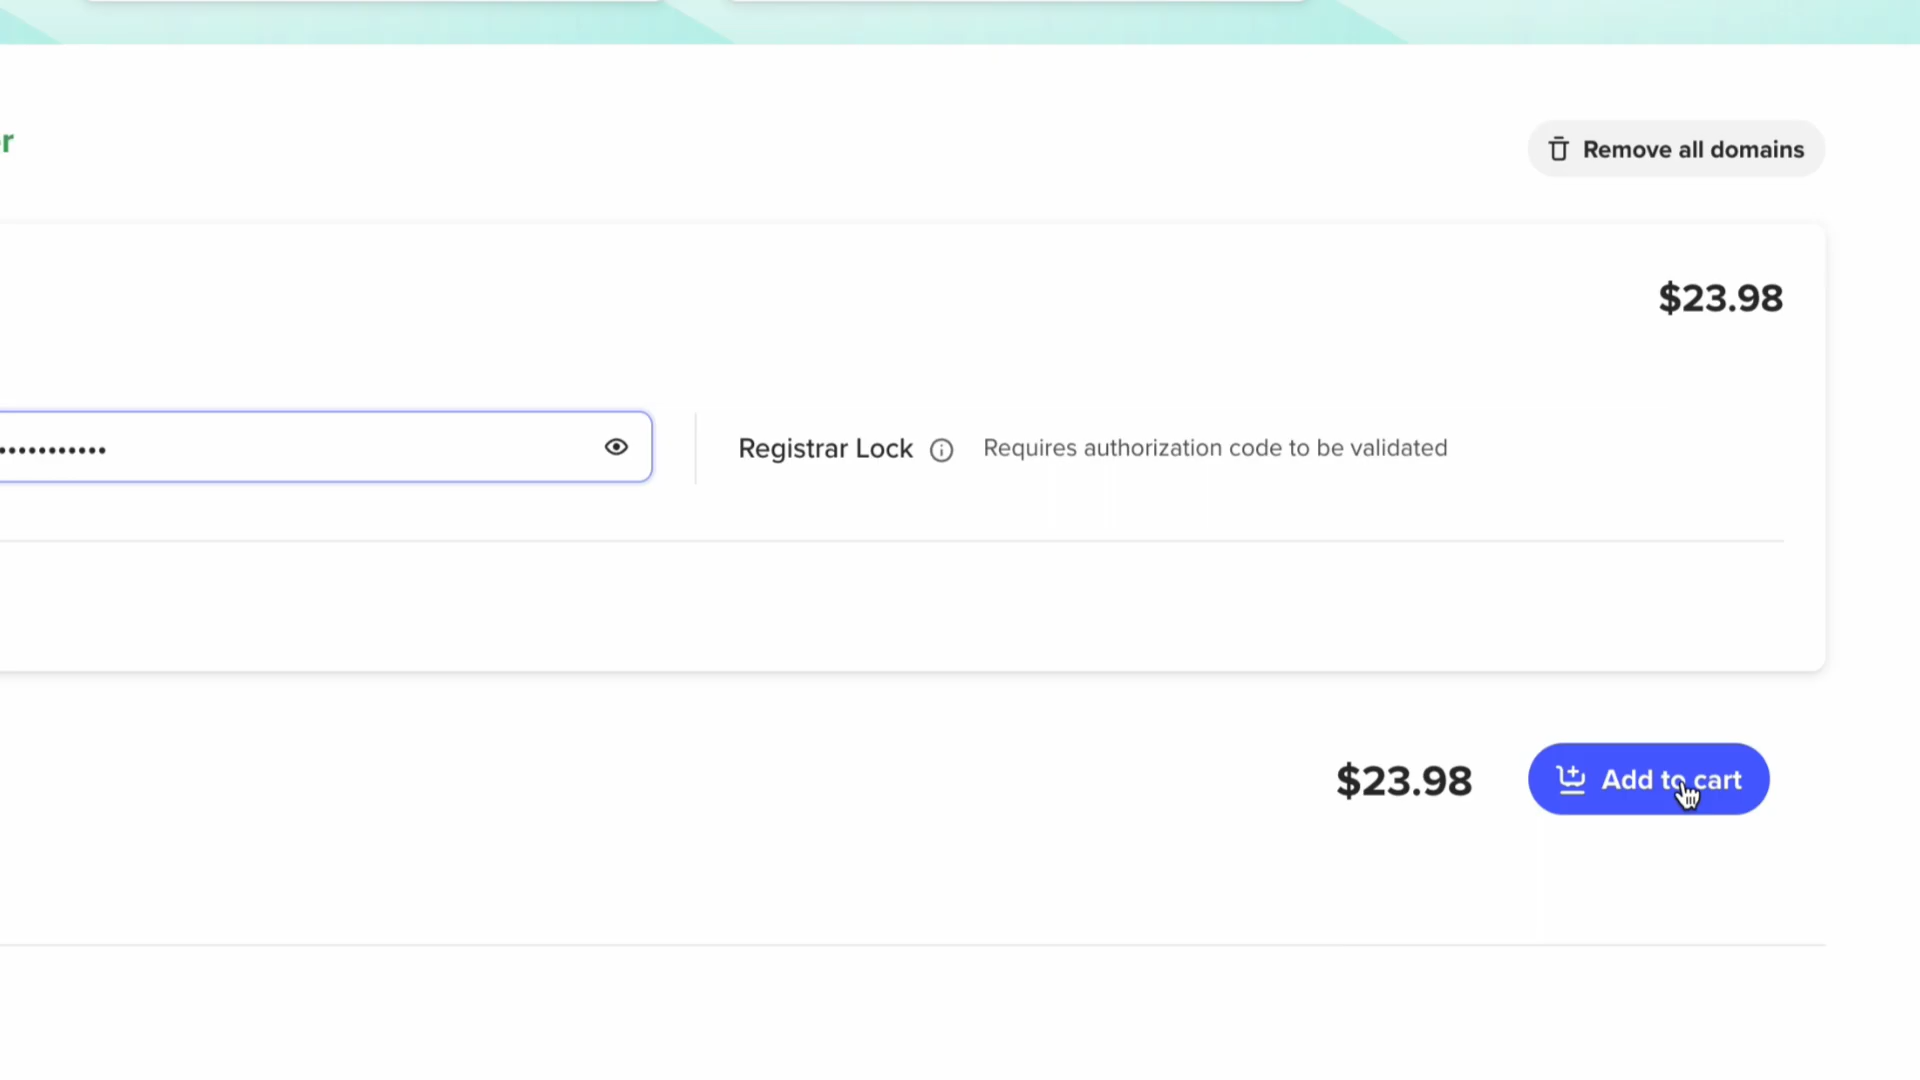 r
Remove all domains
$23.98
••••••••••• Registrar Lock Requires authorization code to be validated
$23.98 Add to cart